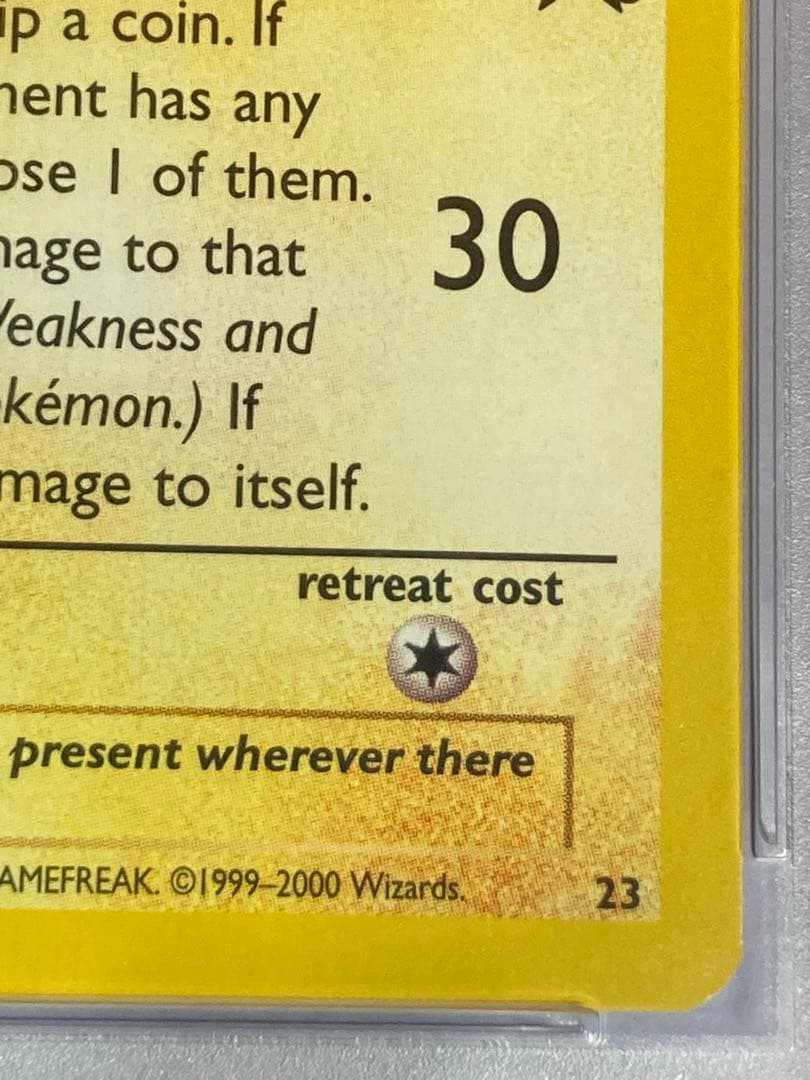 ip a coin. If
nent has any
ose 1 of them.
nage to that
Weakness and
kémon.) If
mage to itself.
30
retreat cost
present wherever there
AMEFREAK. ©1999–2000 Wizards.
23